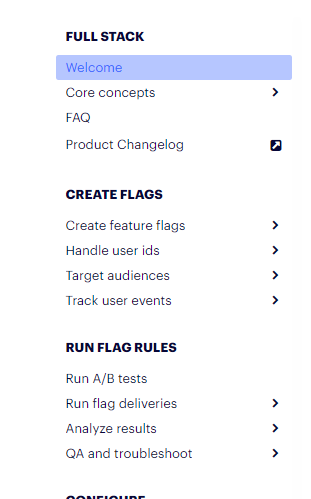 FULL STACK
Welcome
Core concepts
FAQ
Product Changelog
CREATE FLAGS
Create feature flags
Handle user ids
Target audiences
Track user events
RUN FLAG RULES
Run A/B tests
Run flag deliveries
Analyze results
QA and troubleshoot
CONFIGURE